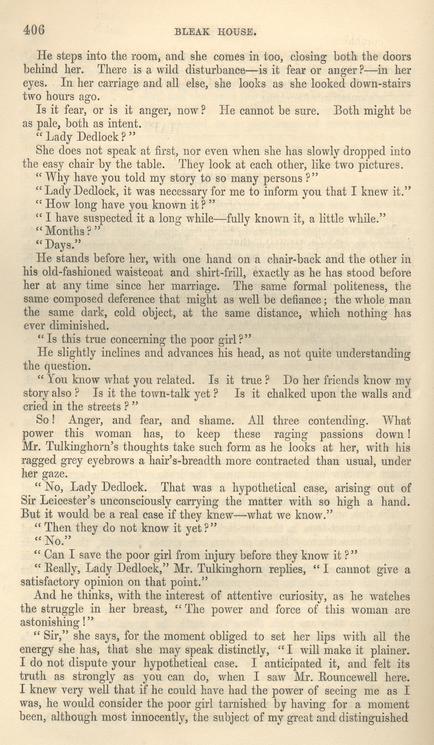 406
BLEAK HOUSE.
He steps into the room, and she comes in too, closing both the doors
behind her. There is a wild disturbance—is it fear or anger?—in her
eyes. In her carriage and all else, she looks as she looked down-stairs
two hours ago.
Is it fear, or is it anger, now? He cannot be sure. Both might be
as pale, both as intent.
"Lady Dedlock?"
She does not speak at first, nor even when she has slowly dropped into
the easy chair by the table. They look at each other, like two pictures.
"Why have you told my story to so many persons?"
"Lady Dedlock, it was necessary for me to inform you that I knew it."
"How long have you known it?"
"I have suspected it a long while—fully known it, a little while."
"Months?"
"Days."
He stands before her, with one hand on a chair-back and the other in
his old-fashioned waistcoat and shirt-frill, exactly as he has stood before
her at any time since her marriage. The same formal politeness, the
same composed deference that might as well be defiance; the whole man
the same dark, cold object, at the same distance, which nothing has
ever diminished.
"Is this true concerning the poor girl?"
He slightly inclines and advances his head, as not quite understanding
the question.
"You know what you related. Is it true? Do her friends know my
story also? Is it the town-talk yet? Is it chalked upon the walls and
cried in the streets?"
So! Anger, and fear, and shame. All three contending. What
power this woman has, to keep these raging passions down!
Mr. Tulkinghorn's thoughts take such form as he looks at her, with his
ragged grey eyebrows a hair's-breadth more contracted than usual, under
her gaze.
"No, Lady Dedlock. That was a hypothetical case, arising out of
Sir Leicester's unconsciously carrying the matter with so high a hand.
But it would be a real case if they knew—what we know."
"Then they do not know it yet?"
"No."
"Can I save the poor girl from injury before they know it?"
"Really, Lady Dedlock," Mr. Tulkinghorn replies, "I cannot give a
satisfactory opinion on that point."
And he thinks, with the interest of attentive curiosity, as he watches
the struggle in her breast, "The power and force of this woman are
astonishing!"
"Sir," she says, for the moment obliged to set her lips with all the
energy she has, that she may speak distinctly, "I will make it plainer.
I do not dispute your hypothetical case. I anticipated it, and felt its
truth as strongly as you can do, when I saw Mr. Rouncewell here.
I knew very well that if he could have had the power of seeing me as I
was, he would consider the poor girl tarnished by having for a moment
been, although most innocently, the subject of my great and distinguished